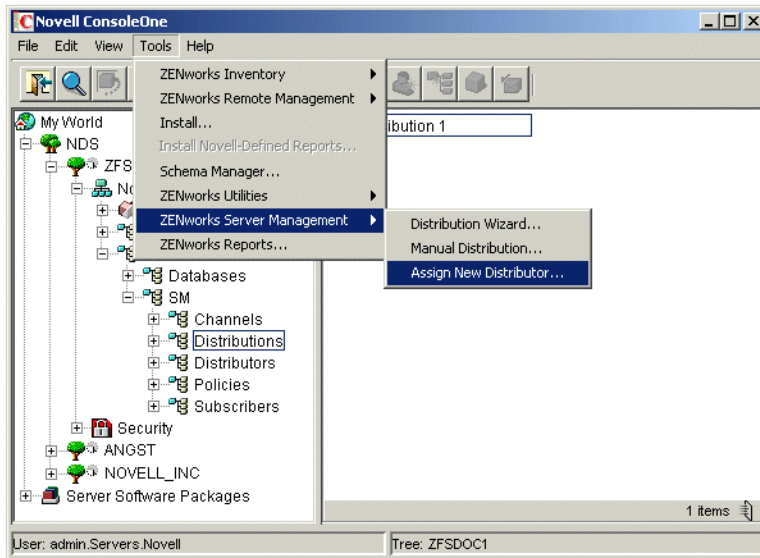 Novell ConsoleOne
File Edit View Tools Help
ZENworks Inventory
ZENworks Remote Management
Install...
Install Novell-Defined Reports...
Schema Manager...
ZENworks Utilities
ZENworks Server Management
ZENworks Reports...
Distribution Wizard...
Manual Distribution...
Assign New Distributor...
My World
NDS
ZFS
No
Databases
SM
Channels
Distributions
Distributors
Policies
Subscribers
Security
ANGST
NOVELL_INC
Server Software Packages
ibution 1
1 items
User: admin.Servers.Novell
Tree: ZFSDOC1